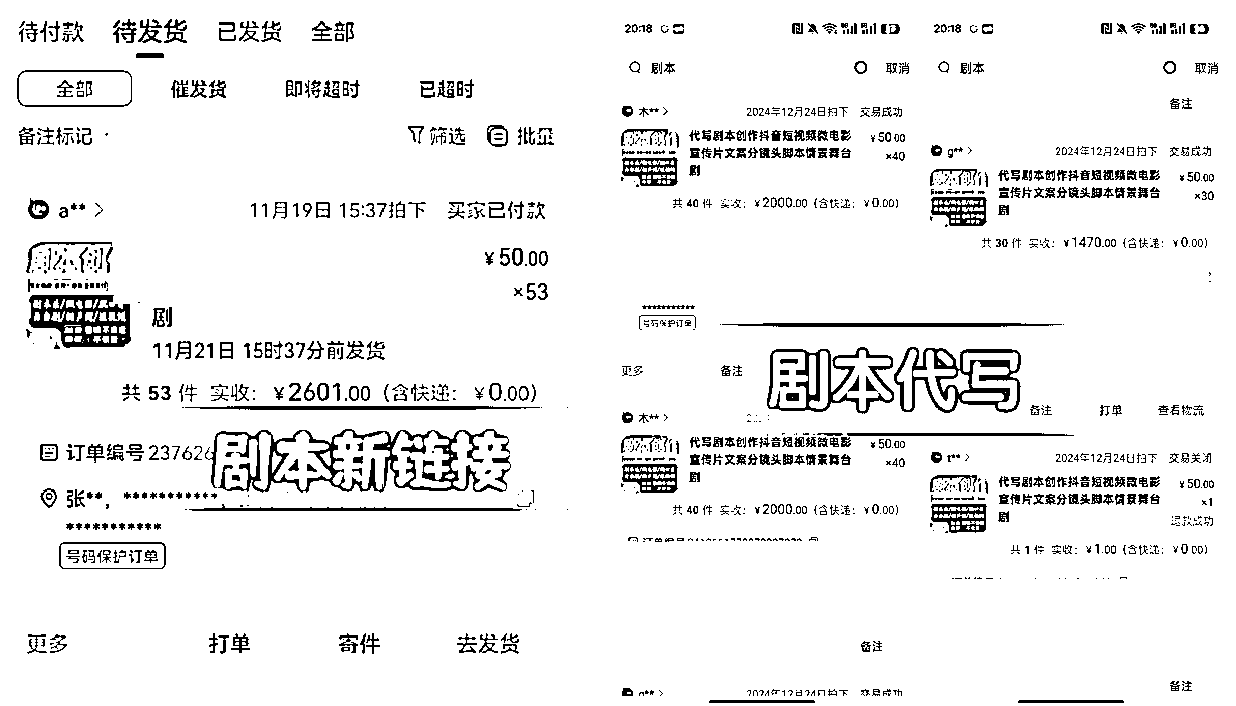 待付款 待发货 已发货 全部
全部 催发货 即将超时 已超时
备注标记
筛选 批量
a** >
11月19日 15:37拍下 买家已付款
¥50.00
×53
剧
11月21日 15时37分前发货
共 53 件 实收: ¥2601.00 (含快递: ¥0.00)
剧本新链接
订单编号 237626
张**, ***********
***********
号码保护订单
更多 打单 寄件 去发货
20:18
剧本 取消
木** >
2024年12月24日拍下 交易成功
代写剧本创作抖音短视频微电影
宣传片文案分镜头脚本情景舞台
剧
¥50.00
×40
共 40 件 实收: ¥2000.00 (含快递: ¥0.00)
***********
号码保护订单
更多 备注
剧本代写
木** >
代写剧本创作抖音短视频微电影
宣传片文案分镜头脚本情景舞台
剧
¥50.00
×40
共 40 件 实收: ¥2000.00 (含快递: ¥0.00)
备注
2024年12月24日拍下 交易成功
20:18
剧本 取消
备注
g** >
2024年12月24日拍下 交易成功
代写剧本创作抖音短视频微电影
宣传片文案分镜头脚本情景舞台
剧
¥50.00
×30
共 30 件 实收: ¥1470.00 (含快递: ¥0.00)
备注 打单 查看物流
t** >
2024年12月24日拍下 交易关闭
代写剧本创作抖音短视频微电影
宣传片文案分镜头脚本情景舞台
剧
¥50.00
×1
退款成功
共 1 件 实收: ¥1.00 (含快递: ¥0.00)
备注